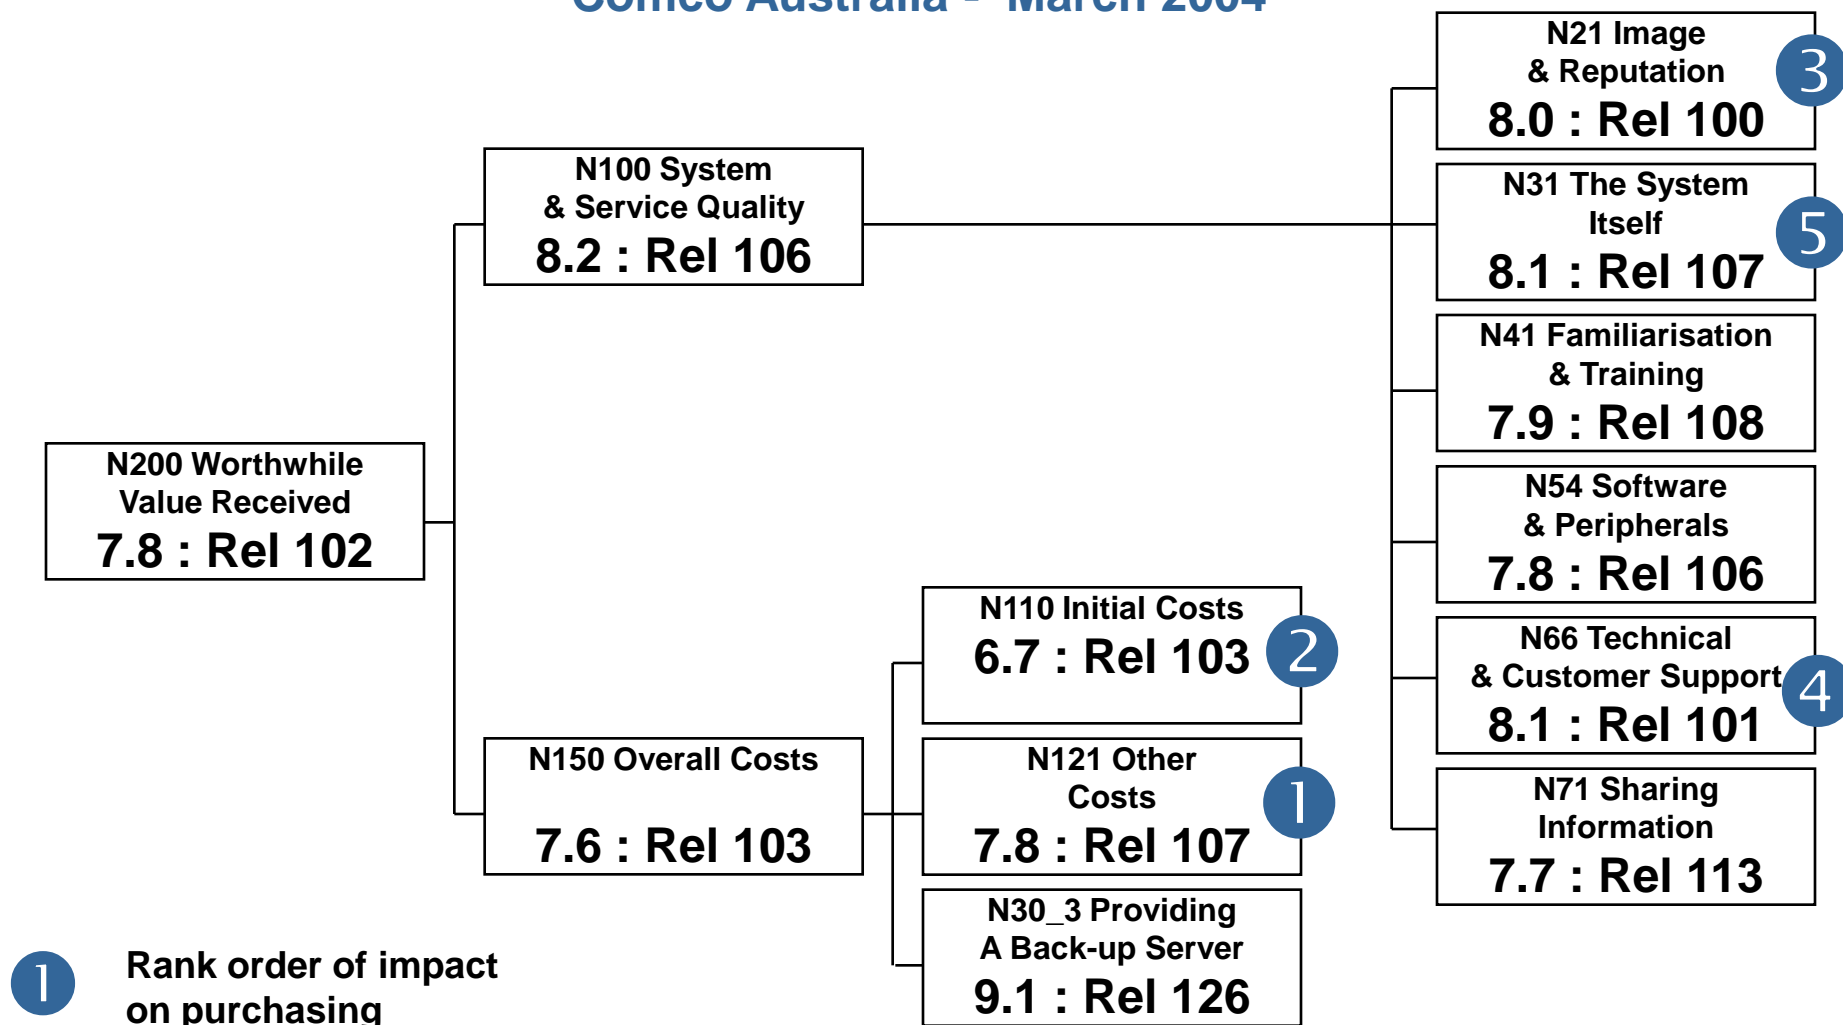 Comco Australia - March 2004
N21 Image
& Reputation
8.0 : Rel 100
3
N100 System
& Service Quality
8.2 : Rel 106
N31 The System
Itself
8.1 : Rel 107
5
N41 Familiarisation
& Training
7.9 : Rel 108
N200 Worthwhile
Value Received
7.8 : Rel 102
N54 Software
& Peripherals
7.8 : Rel 106
N110 Initial Costs
6.7 : Rel 103
2
N66 Technical
& Customer Support
8.1 : Rel 101
4
N150 Overall Costs
7.6 : Rel 103
N121 Other
Costs
7.8 : Rel 107
1
N71 Sharing
Information
7.7 : Rel 113
N30_3 Providing
A Back-up Server
9.1 : Rel 126
1
Rank order of impact
on purchasing